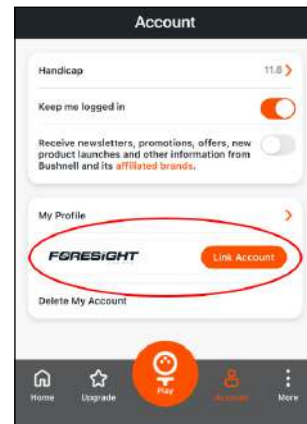 Account
Handicap 11.8
Keep me logged in
Receive newsletters, promotions, offers, new
product launches and other information from
Bushnell and its affiliated brands.
My Profile
FORESIGHT Link Account
Delete My Account
Home Upgrade Play Account More